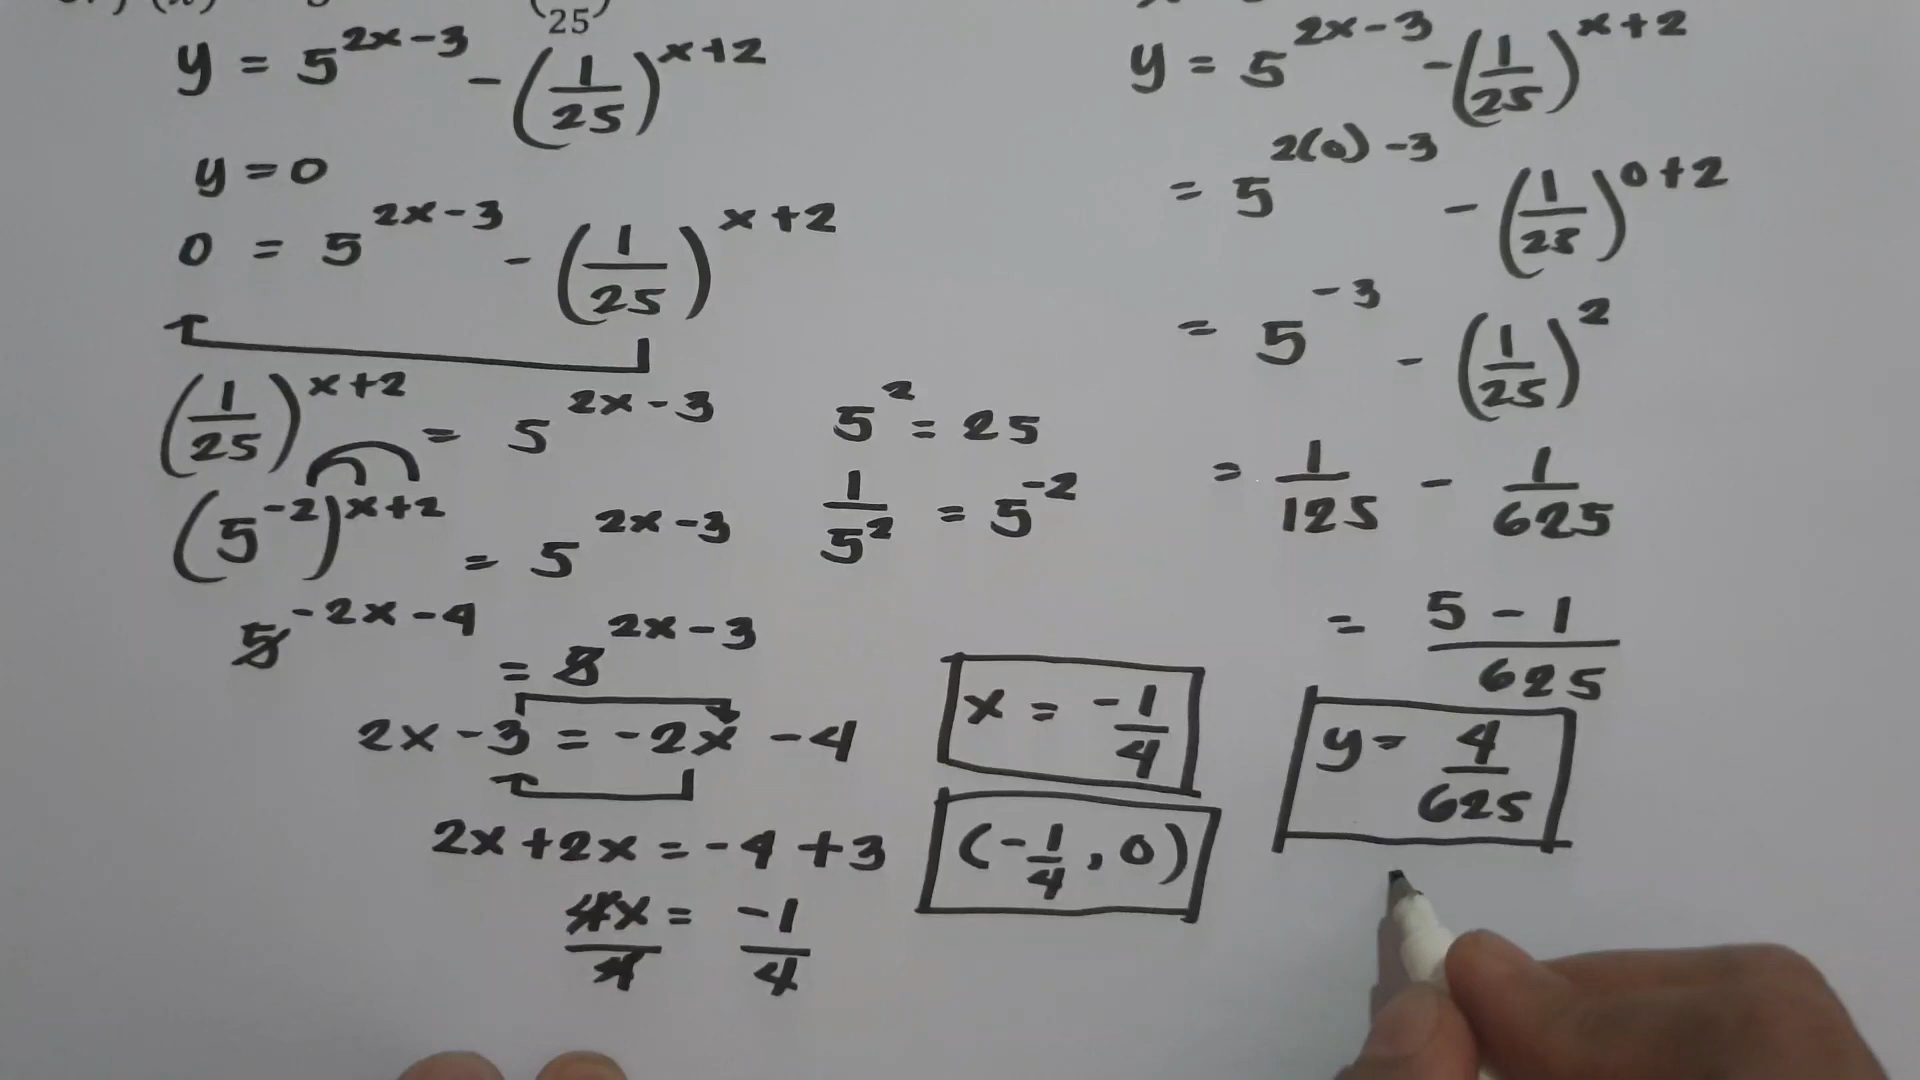 25
y = 5^{2x-3} - (1/25)^{x+2}
y = 0
0 = 5^{2x-3} - (1/25)^{x+2}
(1/25)^{x+2} = 5^{2x-3}
(5^{-2})^{x+2} = 5^{2x-3}
5^{-2x-4} = 5^{2x-3}
2x - 3 = -2x - 4
2x + 2x = -4 + 3
4x/4 = -1/4
5^2 = 25
1/5^2 = 5^{-2}
x = -1/4
(-1/4, 0)
y = 5^{2x-3} - (1/25)^{x+2}
= 5^{2(0)-3} - (1/25)^{0+2}
= 5^{-3} - (1/25)^2
= 1/125 - 1/625
= 5 - 1/625
y = 4/625